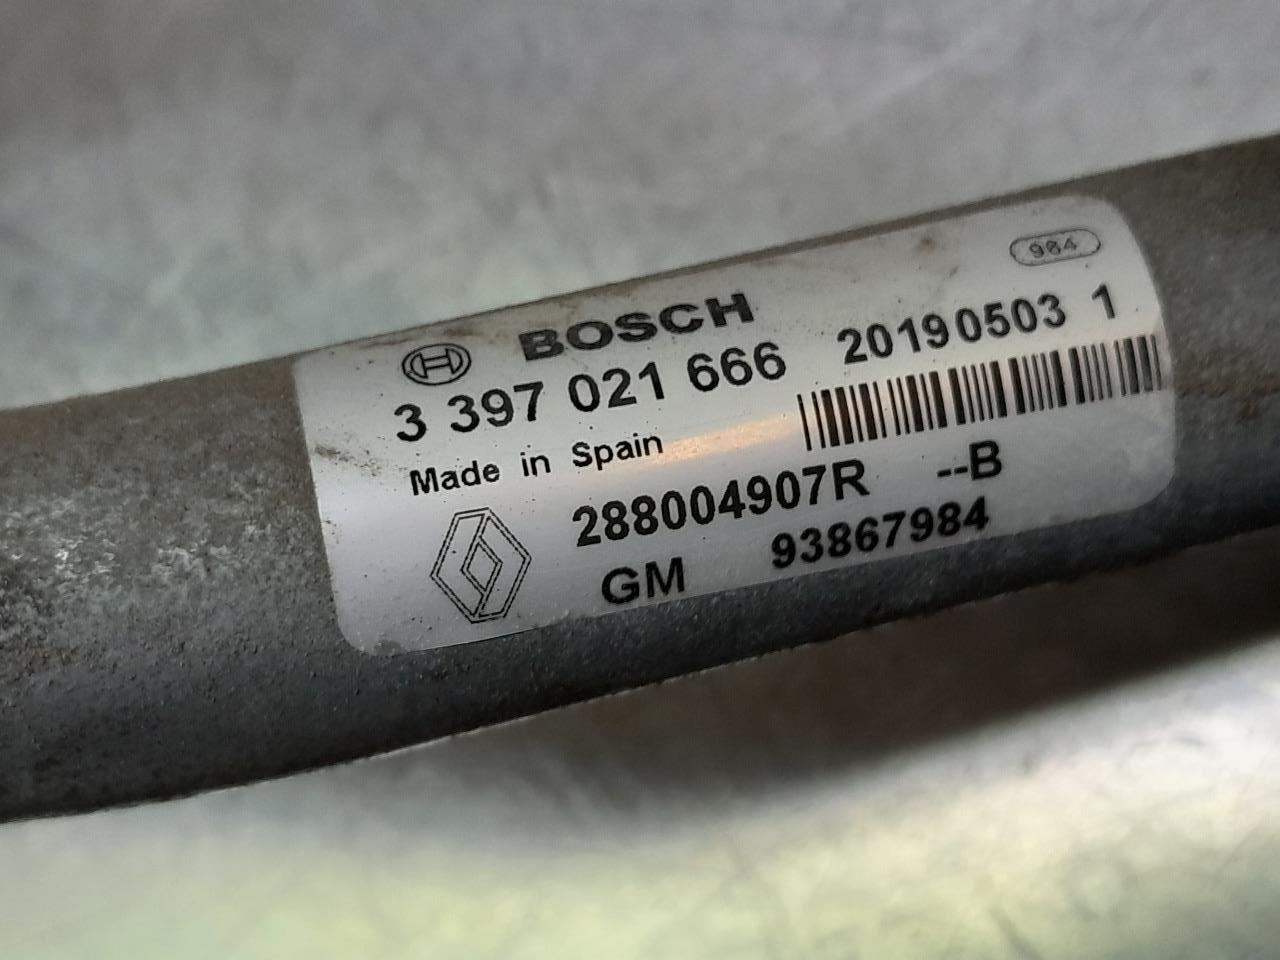 984
BOSCH
3 397 021 666 20190503 1
Made in Spain
288004907R --B
GM 93867984